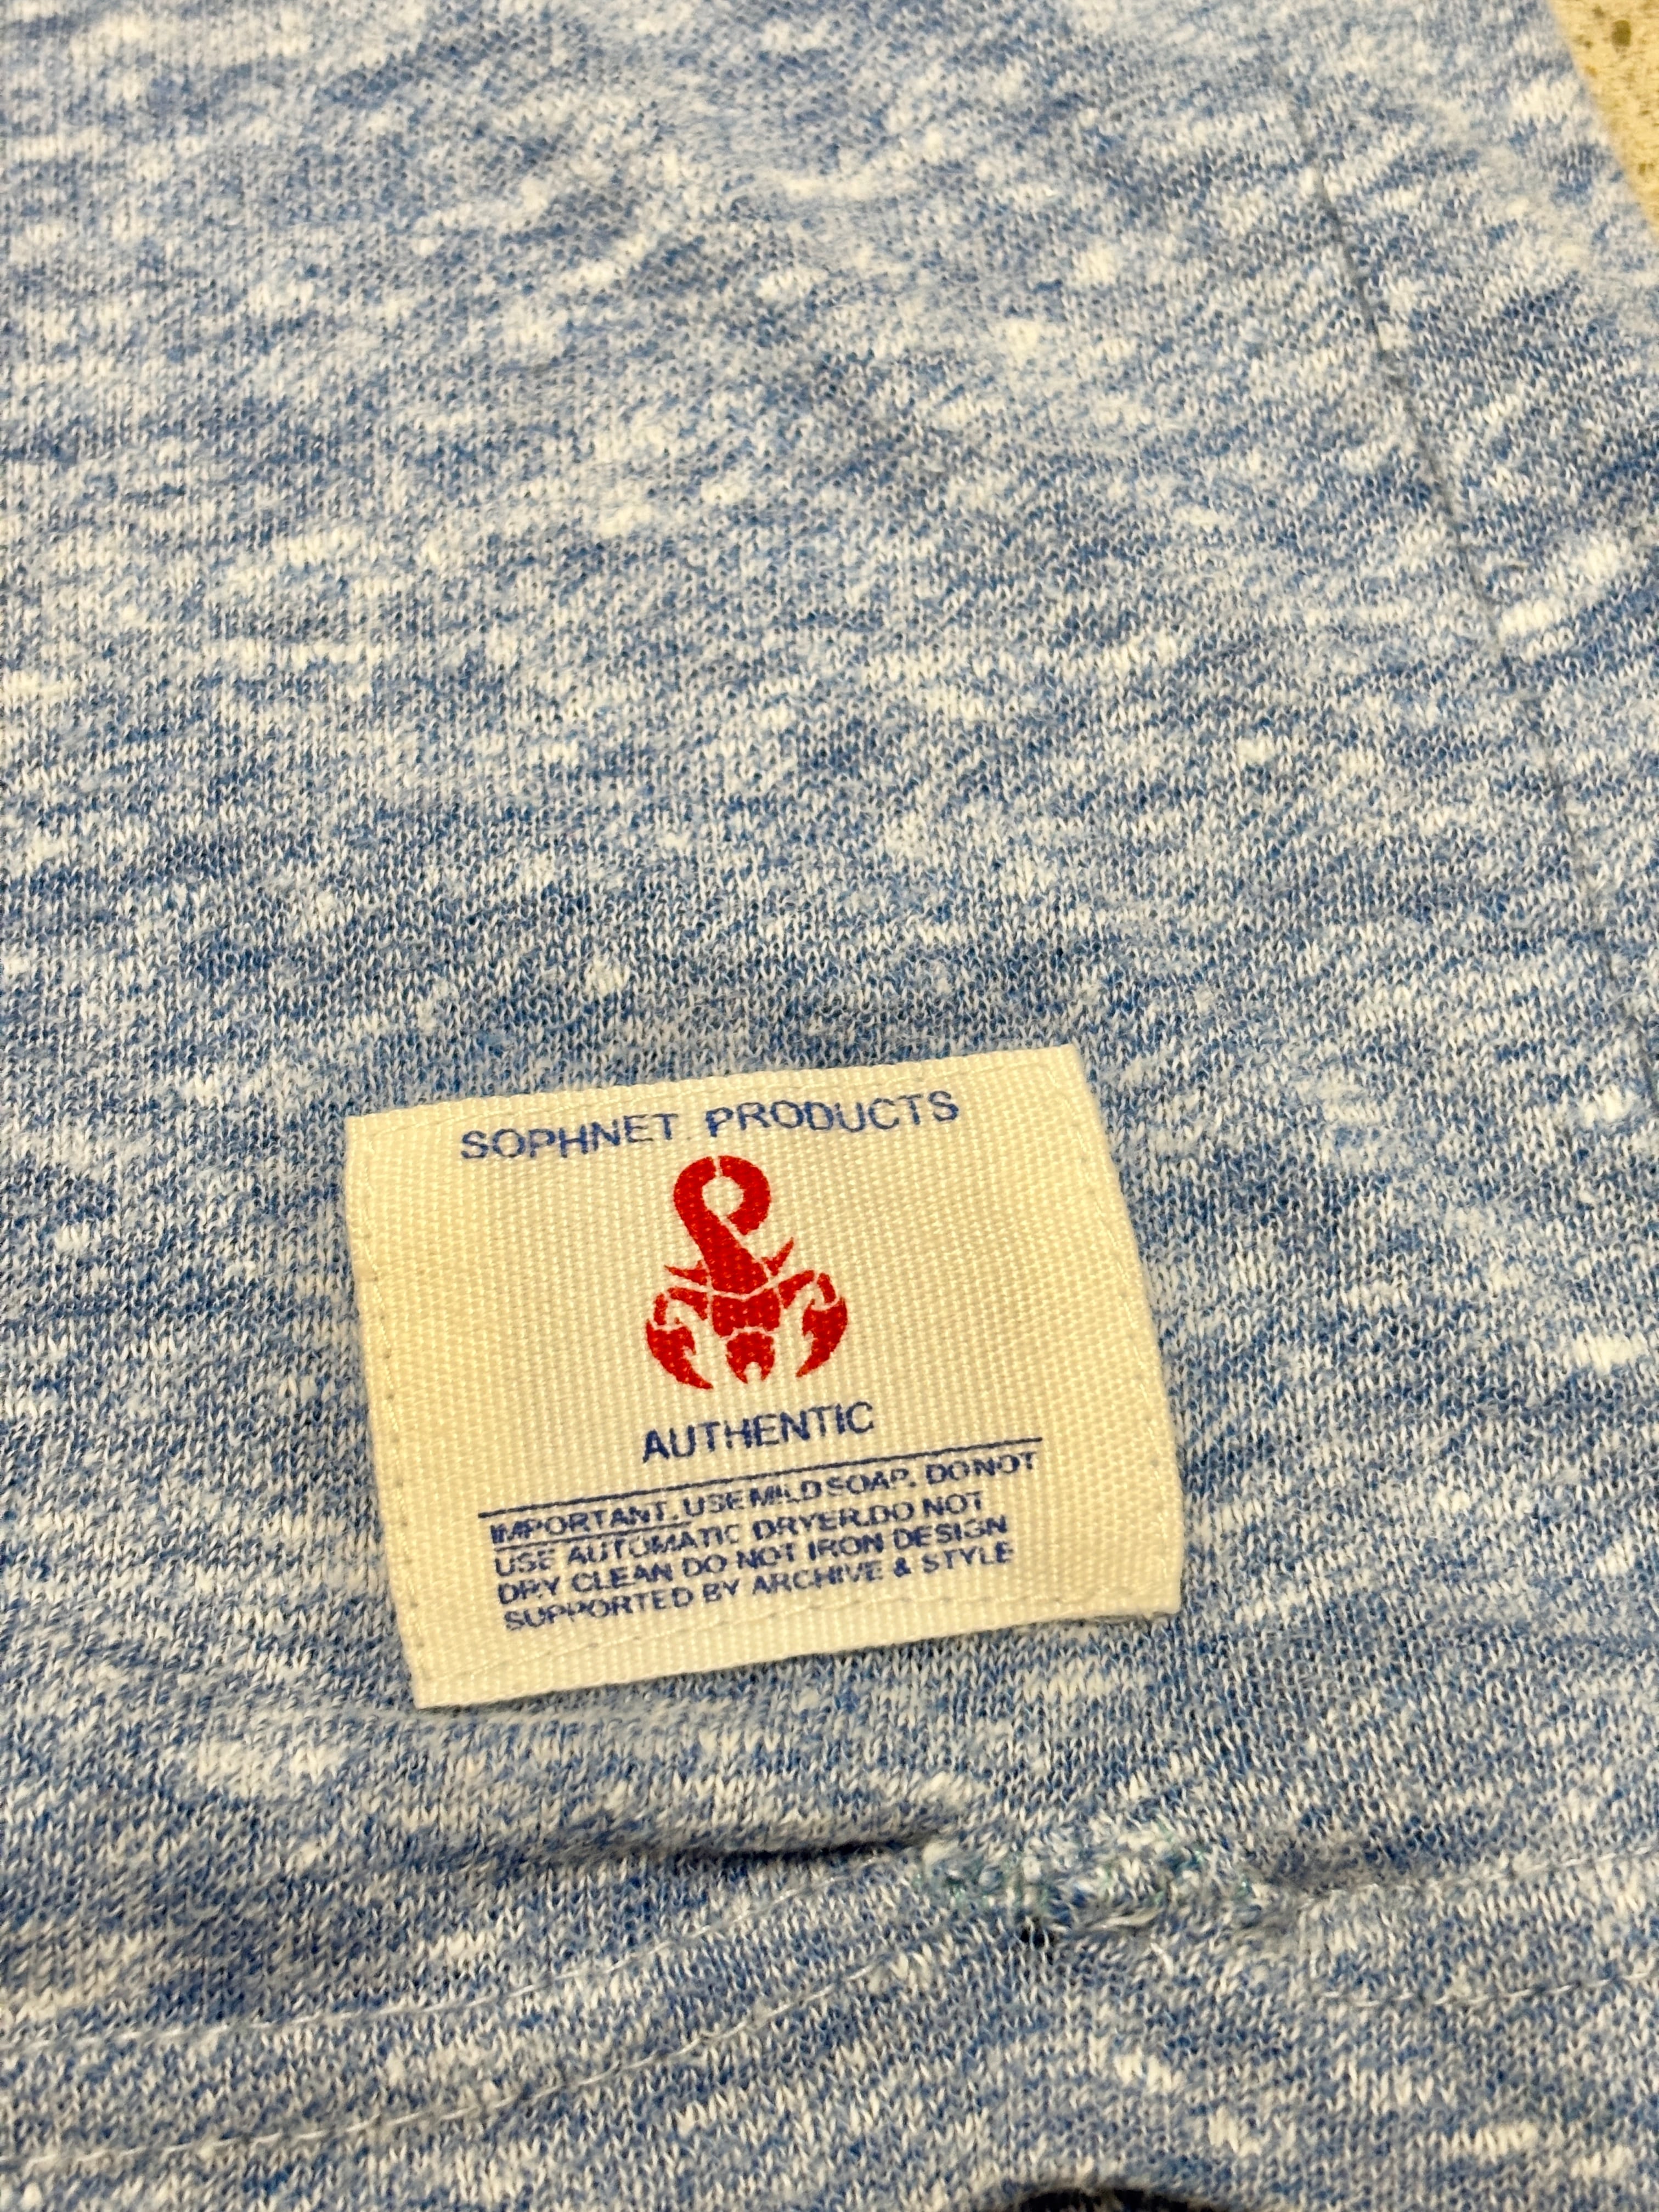 SOPHNET. PRODUCTS
AUTHENTIC
IMPORTANT. USE MILD SOAP. DO NOT
USE AUTOMATIC DRYER.DO NOT
DRY CLEAN DO NOT IRON DESIGN
SUPPORTED BY ARCHIVE & STYLE